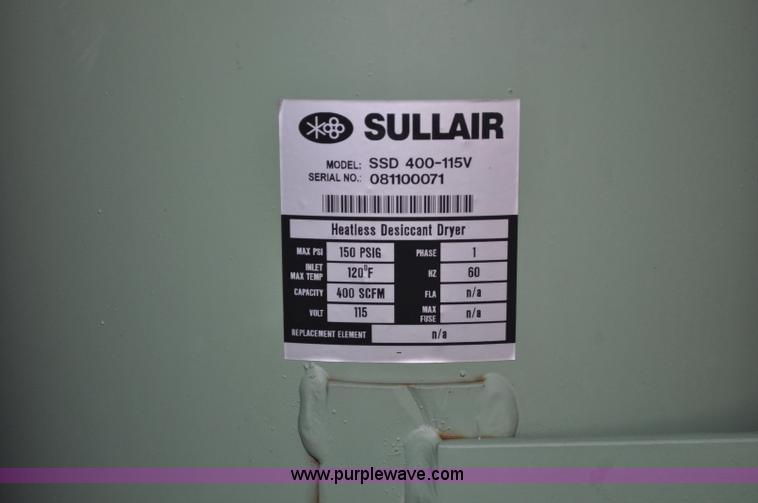 SULLAIR
MODEL: SSD 400-115V
SERIAL NO.: 081100071
Heatless Desiccant Dryer
MAX PSI 150 PSIG PHASE 1
INLET MAX TEMP 120°F HZ 60
CAPACITY 400 SCFM FLA n/a
VOLT 115 MAX FUSE n/a
REPLACEMENT ELEMENT n/a
-
www.purplewave.com